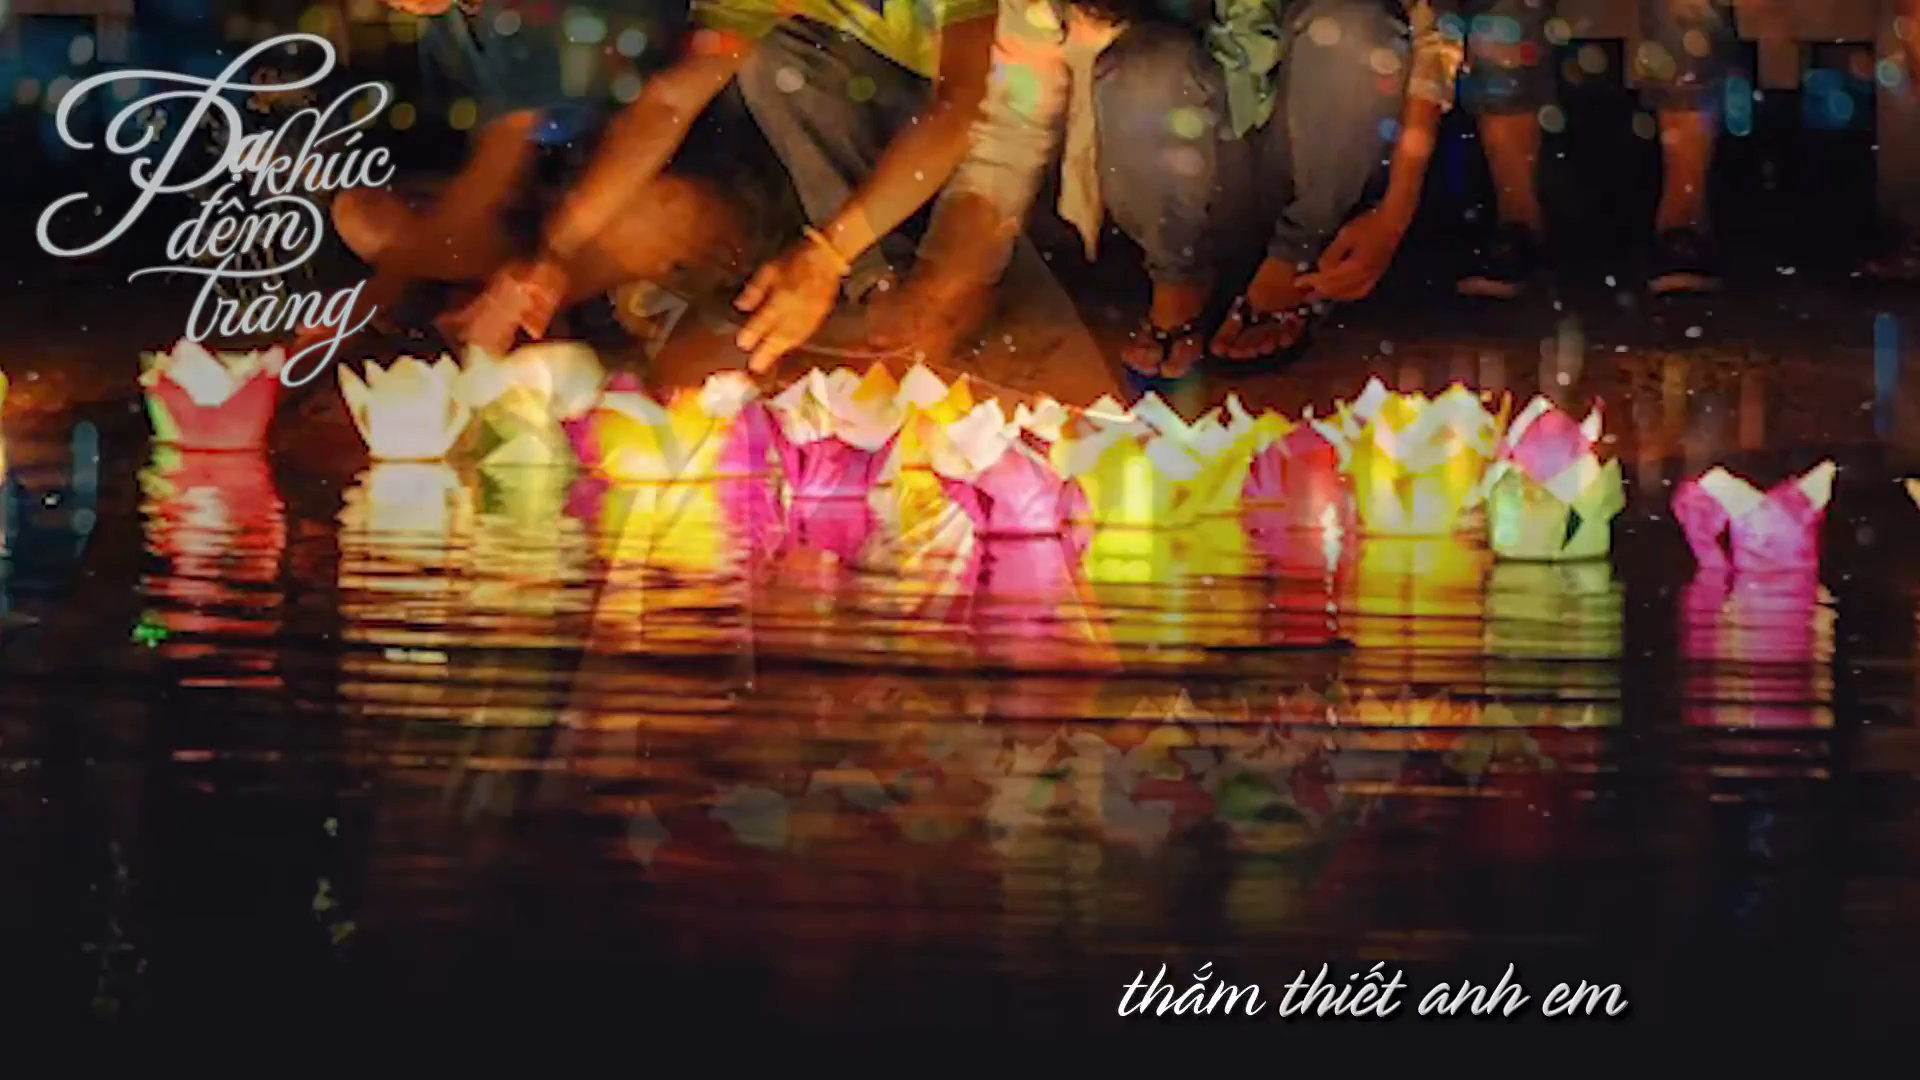 Dạ khúc
đêm
trăng
thắm thiết anh em